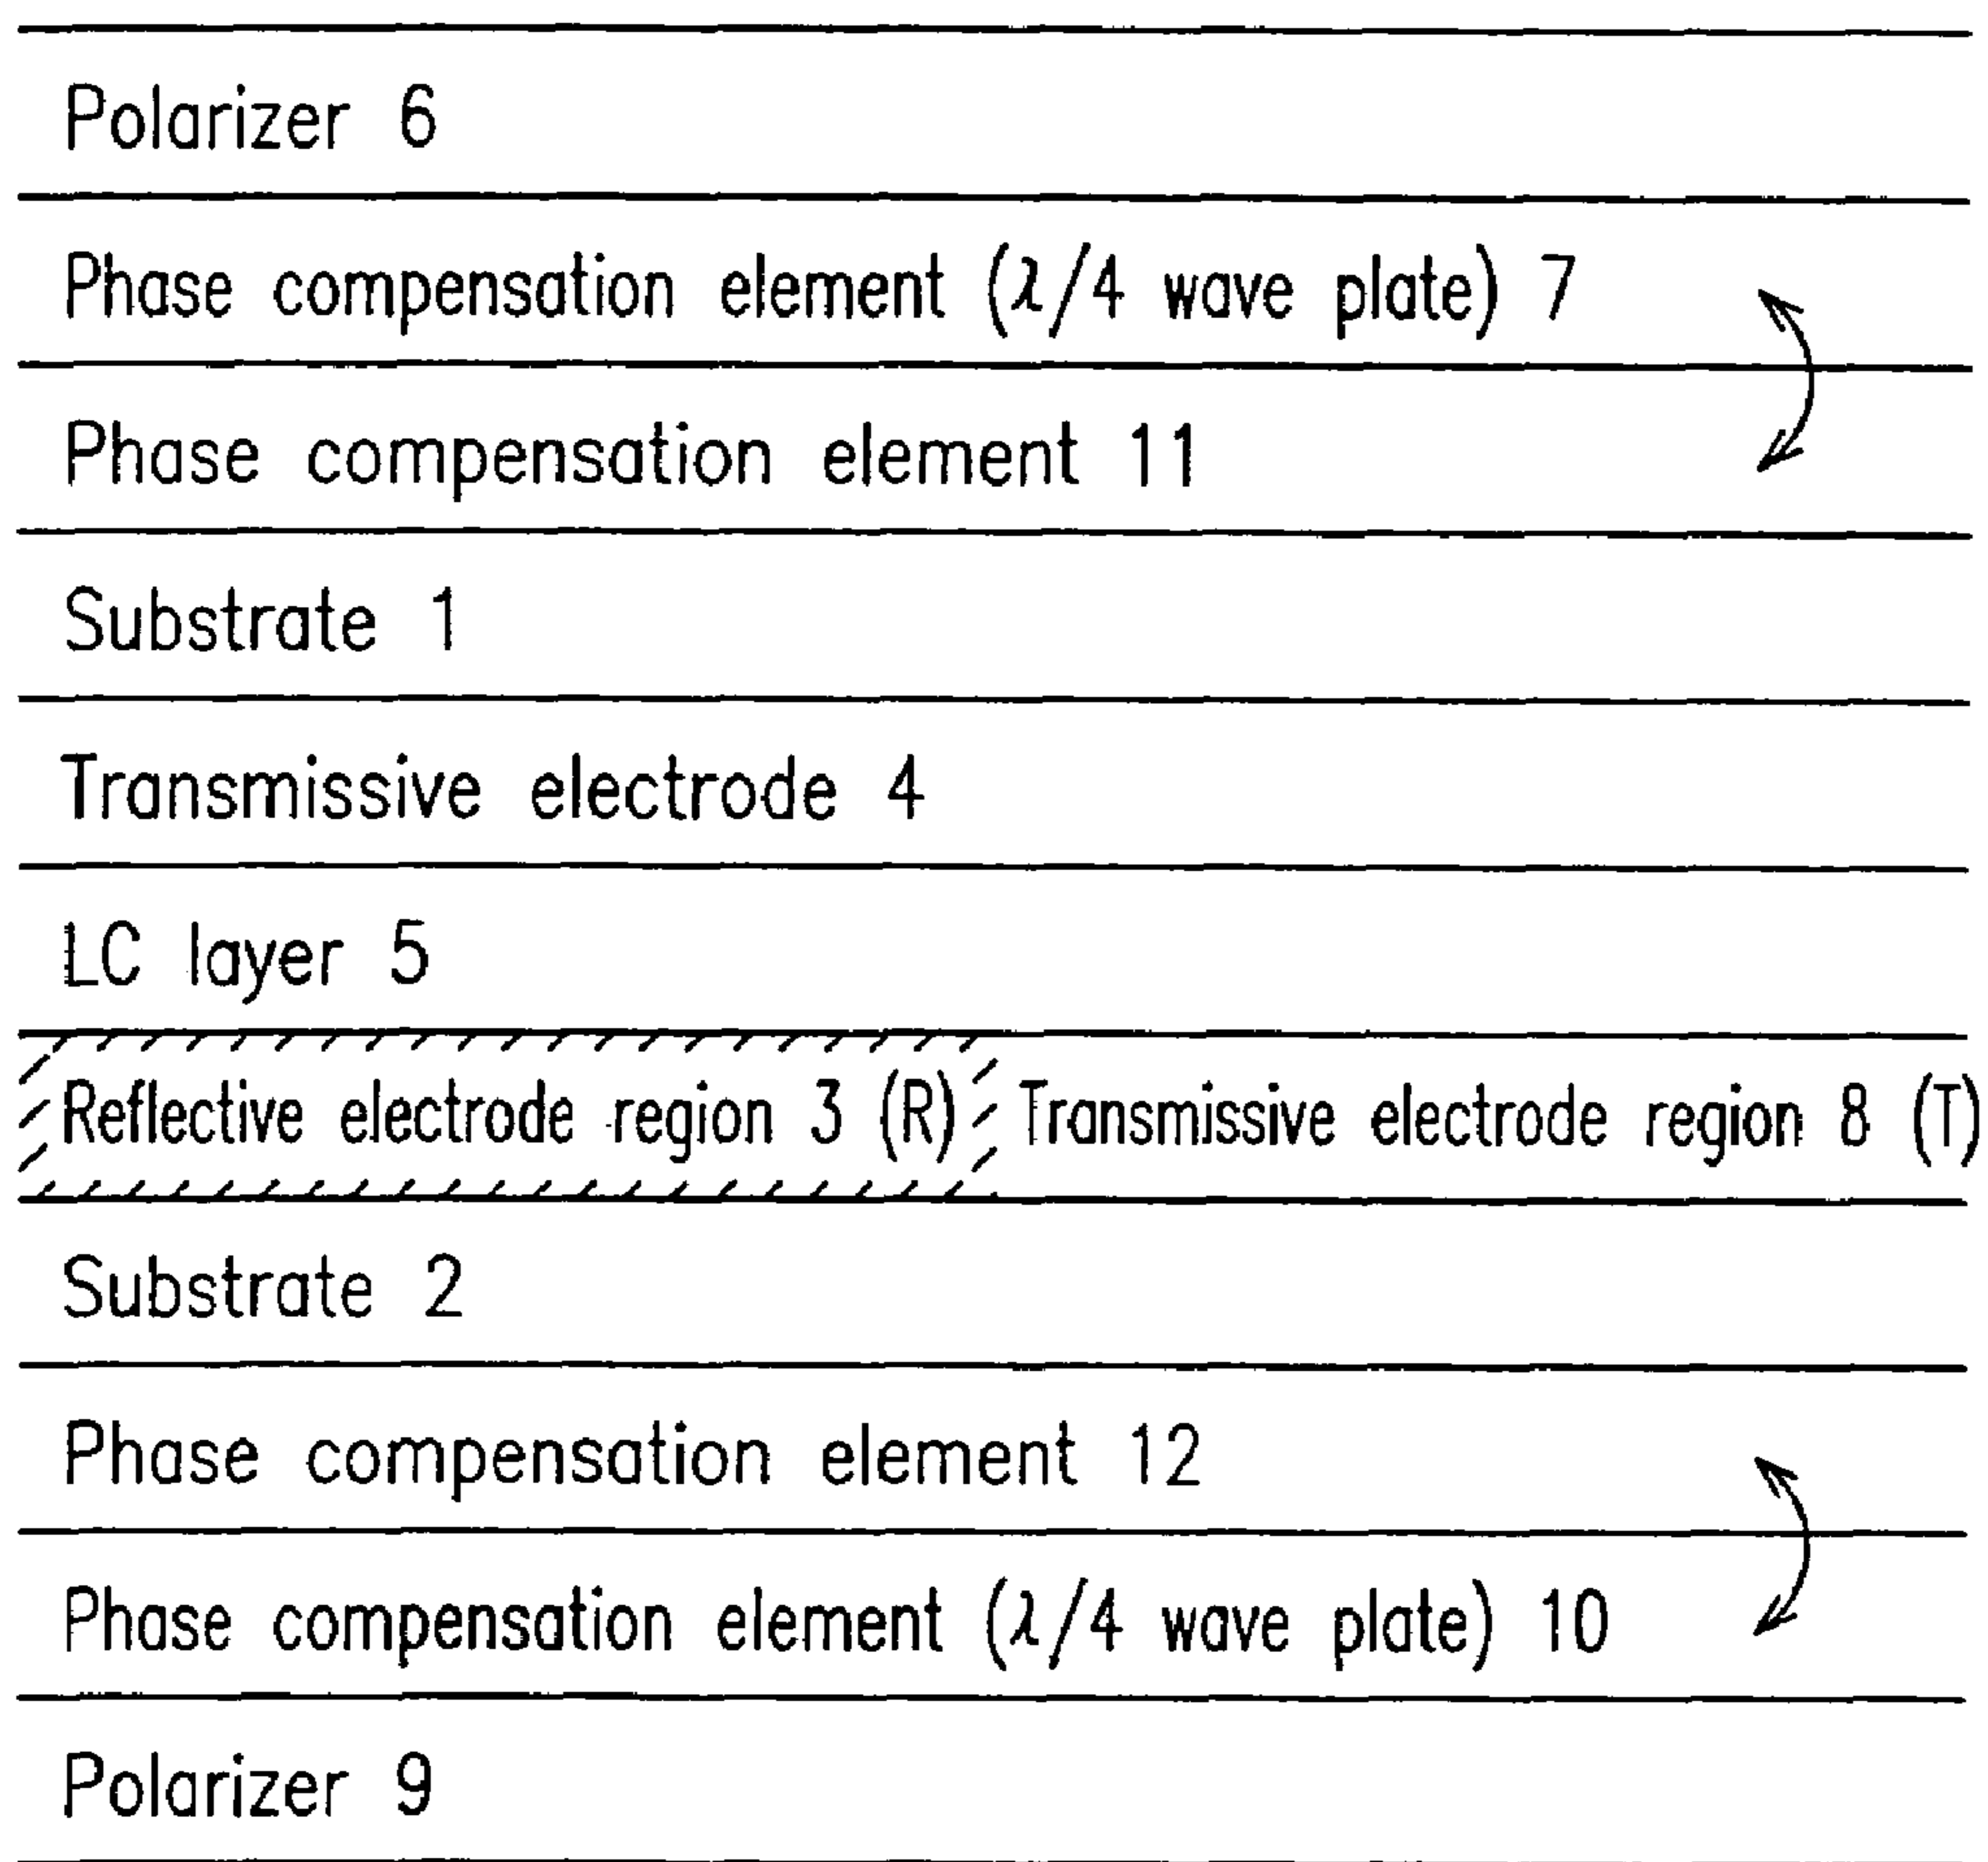 Polarizer 6
Phase compensation element (λ/4 wave plate) 7
Phase compensation element 11
Substrate 1
Transmissive electrode 4
LC layer 5
Reflective electrode region 3 (R) Transmissive electrode region 8 (T)
Substrate 2
Phase compensation element 12
Phase compensation element (λ/4 wave plate) 10
Polarizer 9